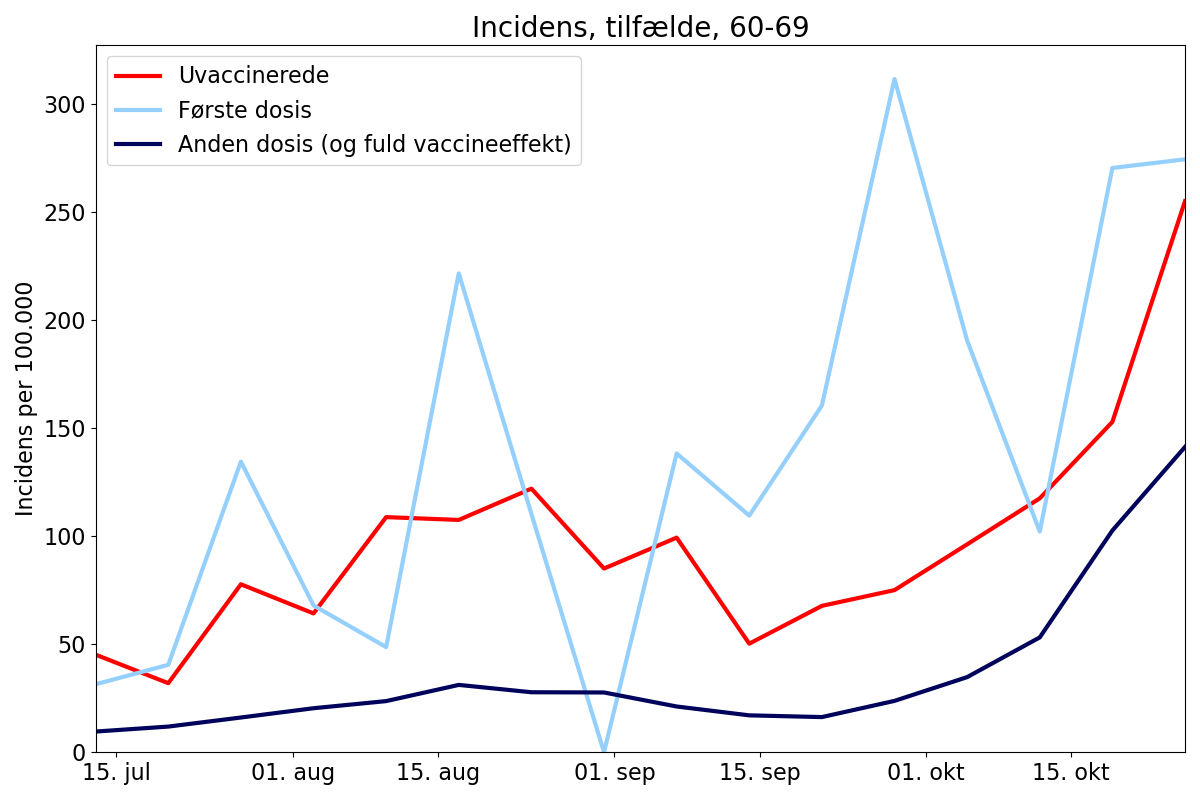 Incidens, tilfælde, 60-69
Uvaccinerede
Første dosis
Anden dosis (og fuld vaccineeffekt)
Incidens per 100.000
300
250
200
150
100
50
0
15. jul
01. aug
15. aug
01. sep
15. sep
01. okt
15. okt